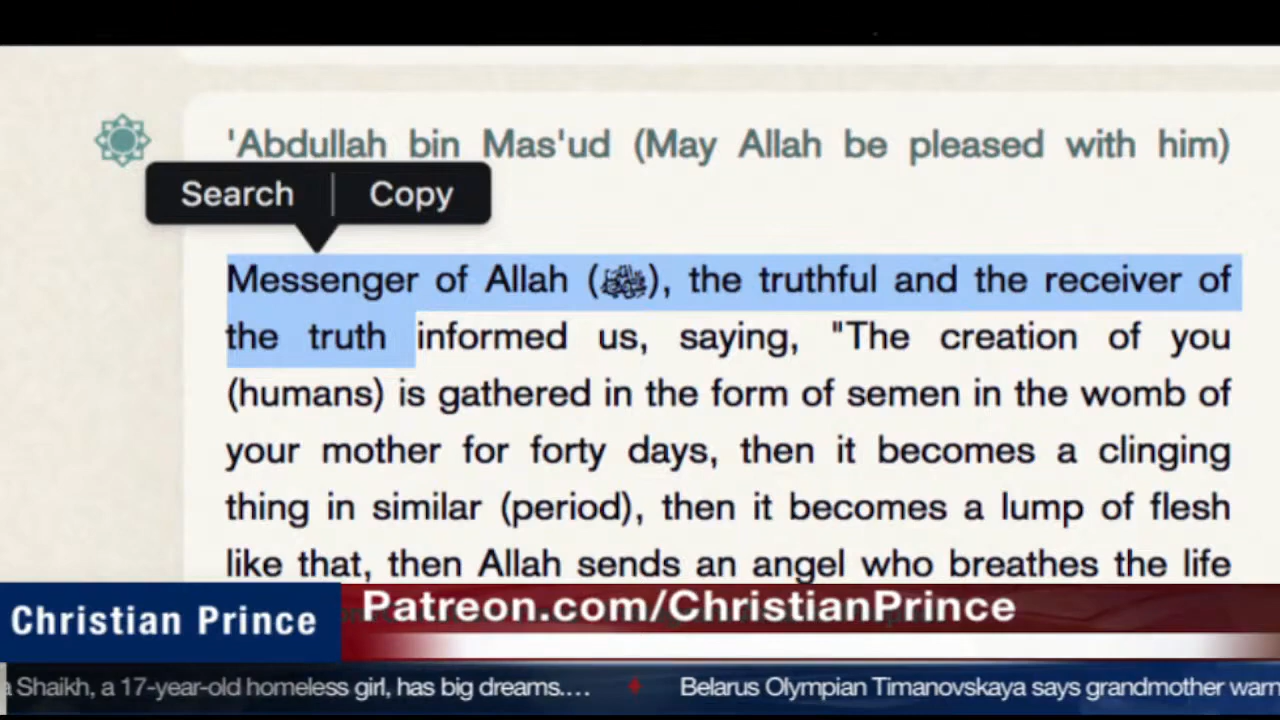 'Abdullah bin Mas'ud (May Allah be pleased with him)
Search | Copy
Messenger of Allah (ﷺ), the truthful and the receiver of
the truth informed us, saying, "The creation of you
(humans) is gathered in the form of semen in the womb of
your mother for forty days, then it becomes a clinging
thing in similar (period), then it becomes a lump of flesh
like that, then Allah sends an angel who breathes the life
Christian Prince
Patreon.com/ChristianPrince
a Shaikh, a 17-year-old homeless girl, has big dreams.... Belarus Olympian Timanovskaya says grandmother warn